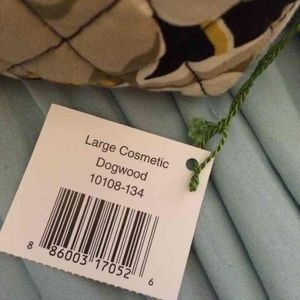 Large Cosmetic
Dogwood
10108-134
8 86003 17052 6